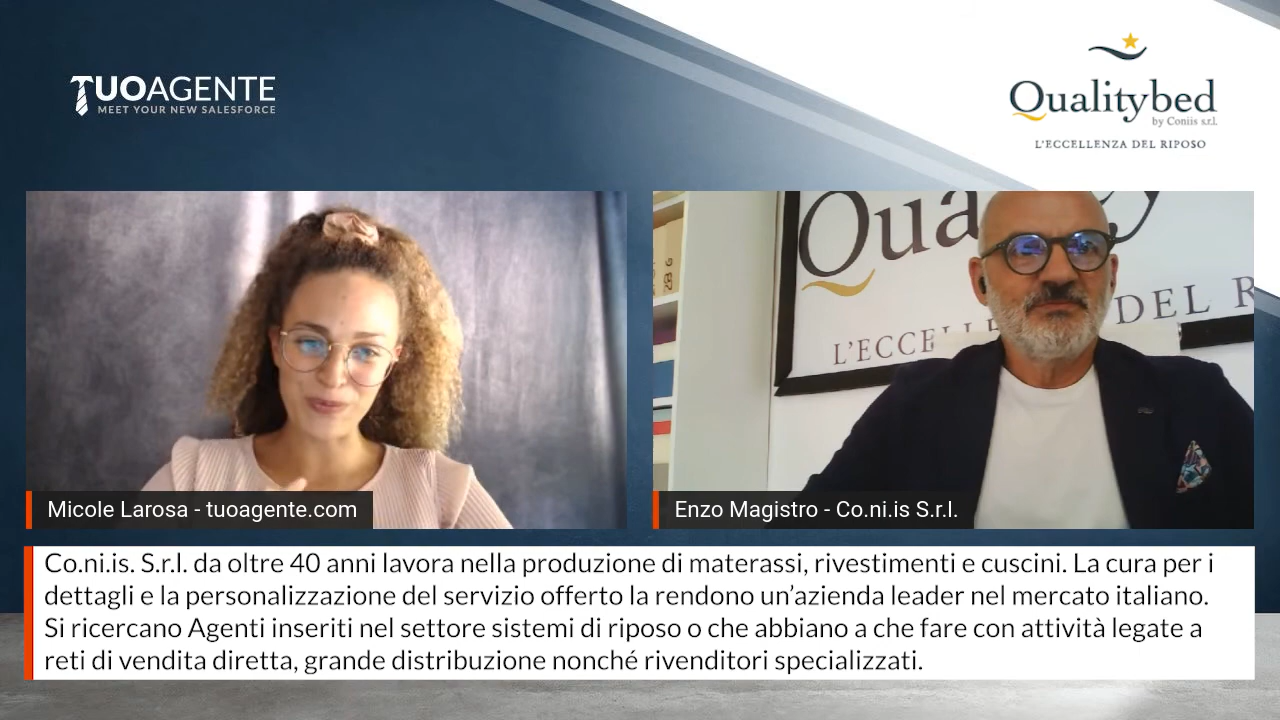 TUOAGENTE
MEET YOUR NEW SALESFORCE
Qualitybed
by Coniis s.r.l.
L'ECCELLENZA DEL RIPOSO
Qua
y
L'ECCE
DEL R
Micole Larosa - tuoagente.com
Enzo Magistro - Co.ni.is S.r.l.
Co.ni.is. S.r.l. da oltre 40 anni lavora nella produzione di materassi, rivestimenti e cuscini. La cura per i
dettagli e la personalizzazione del servizio offerto la rendono un’azienda leader nel mercato italiano.
Si ricercano Agenti inseriti nel settore sistemi di riposo o che abbiano a che fare con attività legate a
reti di vendita diretta, grande distribuzione nonché rivenditori specializzati.